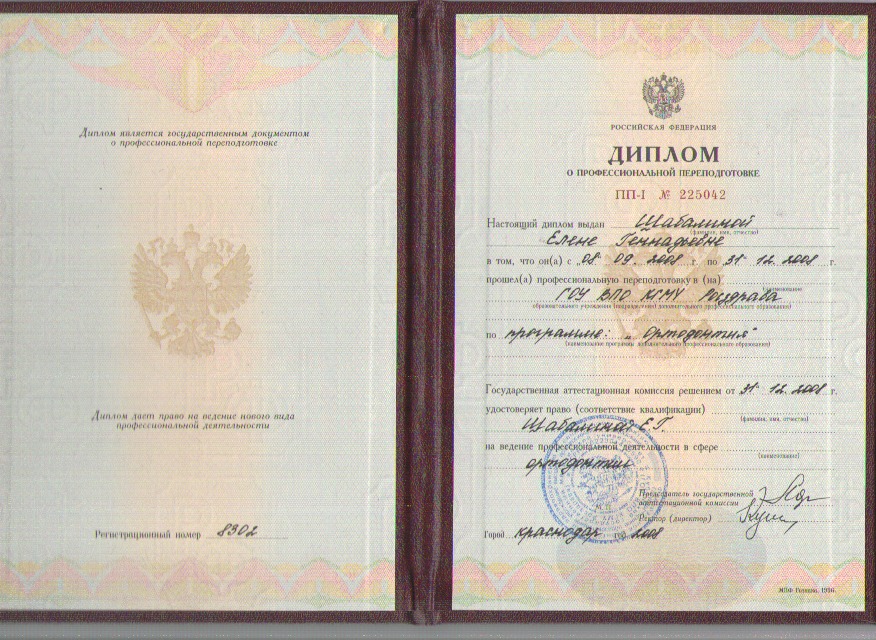 Диплом является государственным документом
о профессиональной переподготовке
Диплом дает право на ведение нового вида
профессиональной деятельности
Регистрационный номер 8302
РОССИЙСКАЯ ФЕДЕРАЦИЯ
ДИПЛОМ
О ПРОФЕССИОНАЛЬНОЙ ПЕРЕПОДГОТОВКЕ
ПП-I № 225042
Настоящий диплом выдан Шабалиной
(фамилия, имя, отчество)
Елене Геннадьевне
в том, что он(а) с „08“ 09. 2008 г. по 31 12. 2008 г.
прошел(а) профессиональную переподготовку в (на)
(наименование
ГОУ ВПО КГМУ Росздрава
образовательного учреждения (подразделения) дополнительного профессионального образования)
по программе: „Ортодонтия“
(наименование программы дополнительного профессионального образования)
Государственная аттестационная комиссия решением от 31 12. 2008 г.
удостоверяет право (соответствие квалификации)
(фамилия, имя, отчество)
Шабалиной Е.Г.
на ведение профессиональной деятельности в сфере
(наименование)
ортодонтии
Председатель государственной
аттестационной комиссии
Ректор (директор)
Город Краснодар год 2008
МПФ Гознака. 1996.